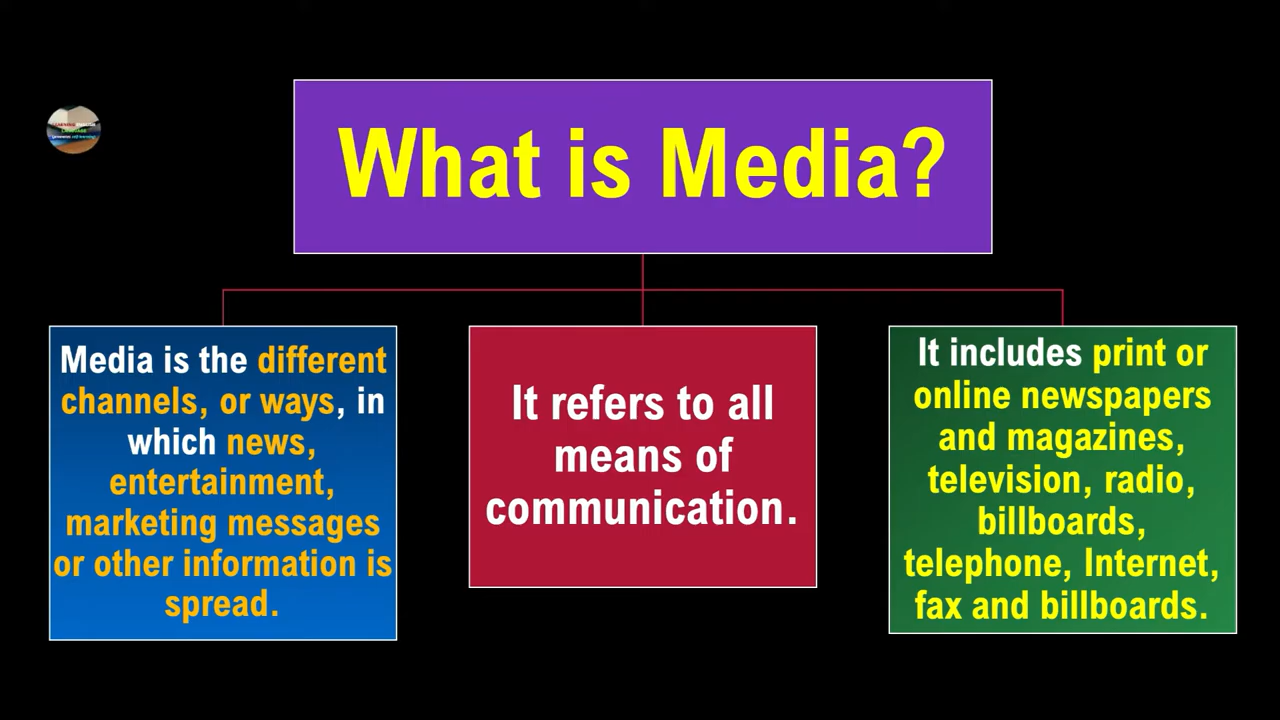 What is Media?
Media is the different
channels, or ways, in
which news,
entertainment,
marketing messages
or other information is
spread.
It refers to all
means of
communication.
It includes print or
online newspapers
and magazines,
television, radio,
billboards,
telephone, Internet,
fax and billboards.